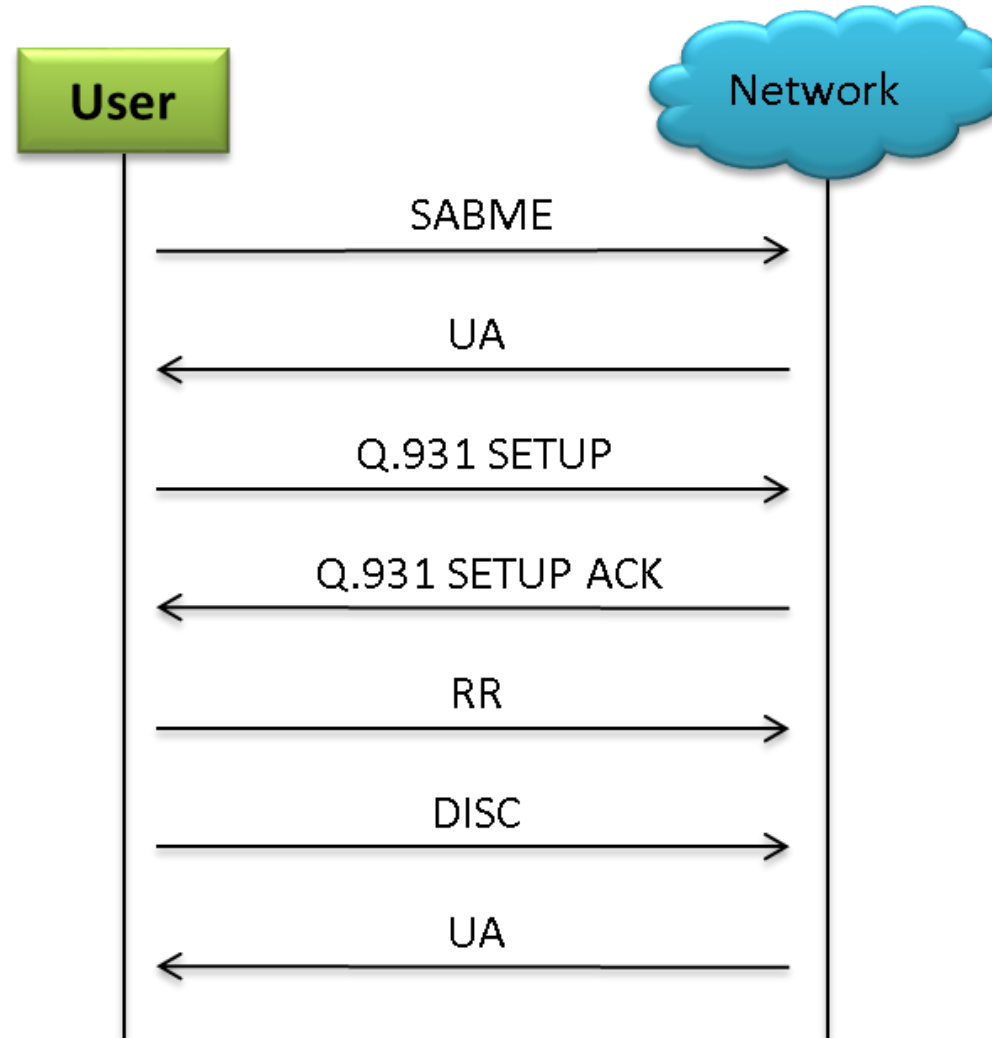 User
Network
SABME
UA
Q.931 SETUP
Q.931 SETUP ACK
RR
DISC
UA